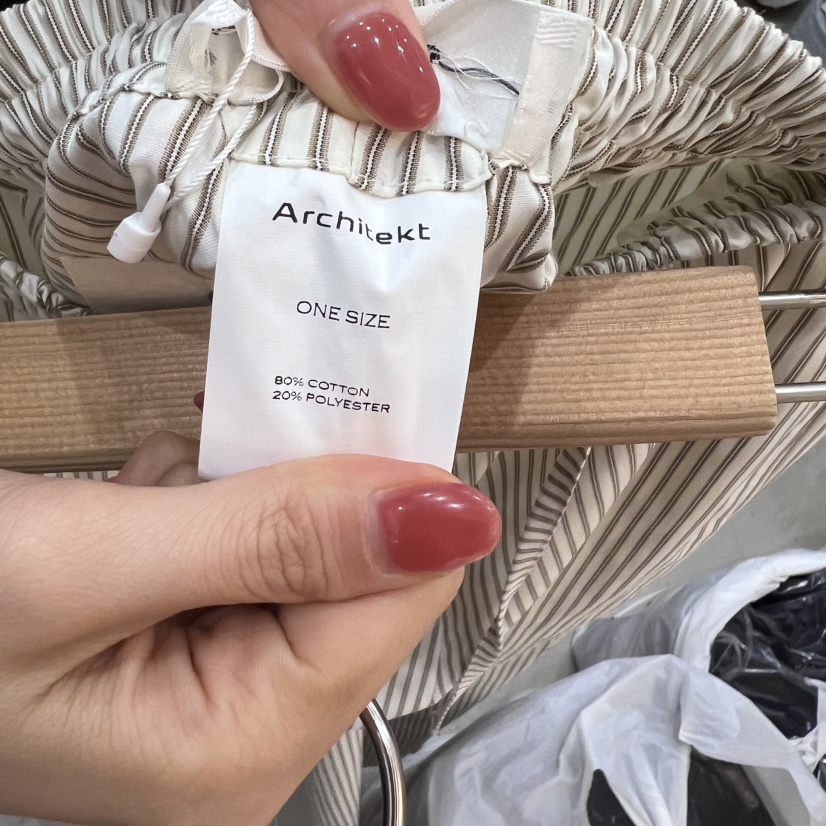 Architekt
ONE SIZE
80% COTTON
20% POLYESTER